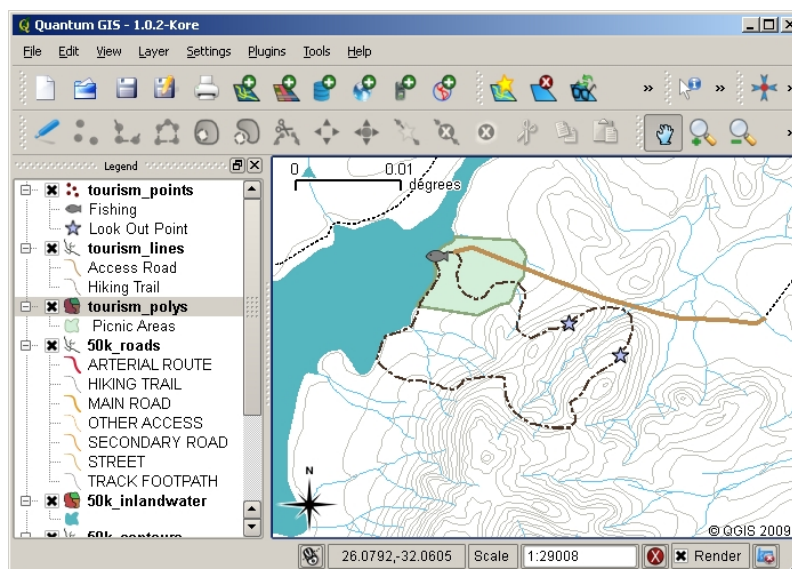 Quantum GIS - 1.0.2-Kore
File Edit View Layer Settings Plugins Tools Help
Legend
tourism_points
Fishing
Look Out Point
tourism_lines
Access Road
Hiking Trail
tourism_polys
Picnic Areas
50k_roads
ARTERIAL ROUTE
HIKING TRAIL
MAIN ROAD
OTHER ACCESS
SECONDARY ROAD
STREET
TRACK FOOTPATH
50k_inlandwater
50k_contours
0 0.01
dégrees
N
© QGIS 2009
26.0792,-32.0605 Scale 1:29008 Render